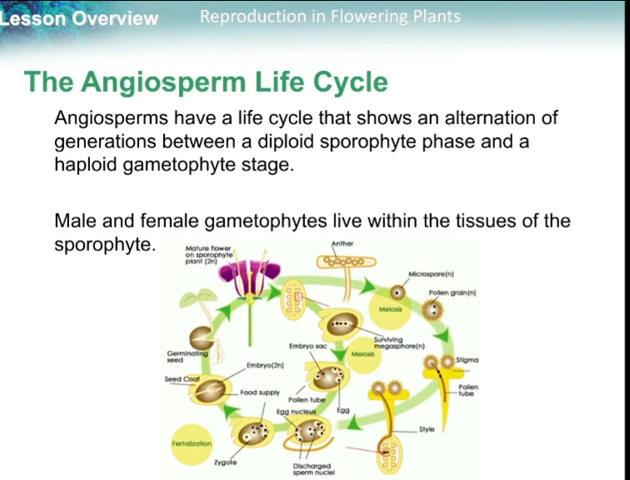 Lesson Overview
Reproduction in Flowering Plants
The Angiosperm Life Cycle
Angiosperms have a life cycle that shows an alternation of
generations between a diploid sporophyte phase and a
haploid gametophyte stage.
Male and female gametophytes live within the tissues of the
sporophyte.
Mature flower
on sporophyte
plant (2n)
Anther
Microspore(n)
Pollen grain(n)
Meiosis
Surviving
megasphore(n)
Embryo sac
Meiosis
Stigma
Germinating
seed
Embryo(2n)
Seed Coat
Food supply
Pollen tube
Pollen
tube
Egg nucleus
Egg
Style
Fertalization
Zygote
Discharged
sperm nuclei